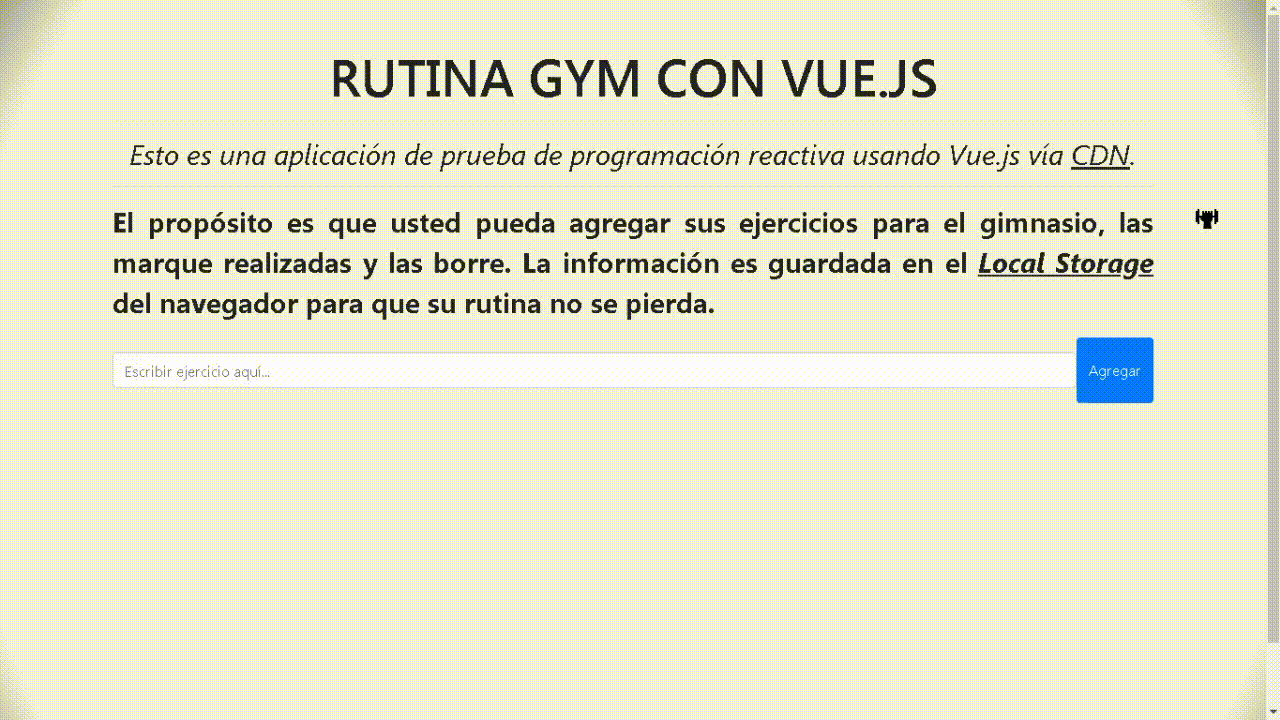 RUTINA GYM CON VUE.JS
Esto es una aplicación de prueba de programación reactiva usando Vue.js vía CDN.
El propósito es que usted pueda agregar sus ejercicios para el gimnasio, las
marque realizadas y las borre. La información es guardada en el Local Storage
del navegador para que su rutina no se pierda.
Escribir ejercicio aquí...
Agregar